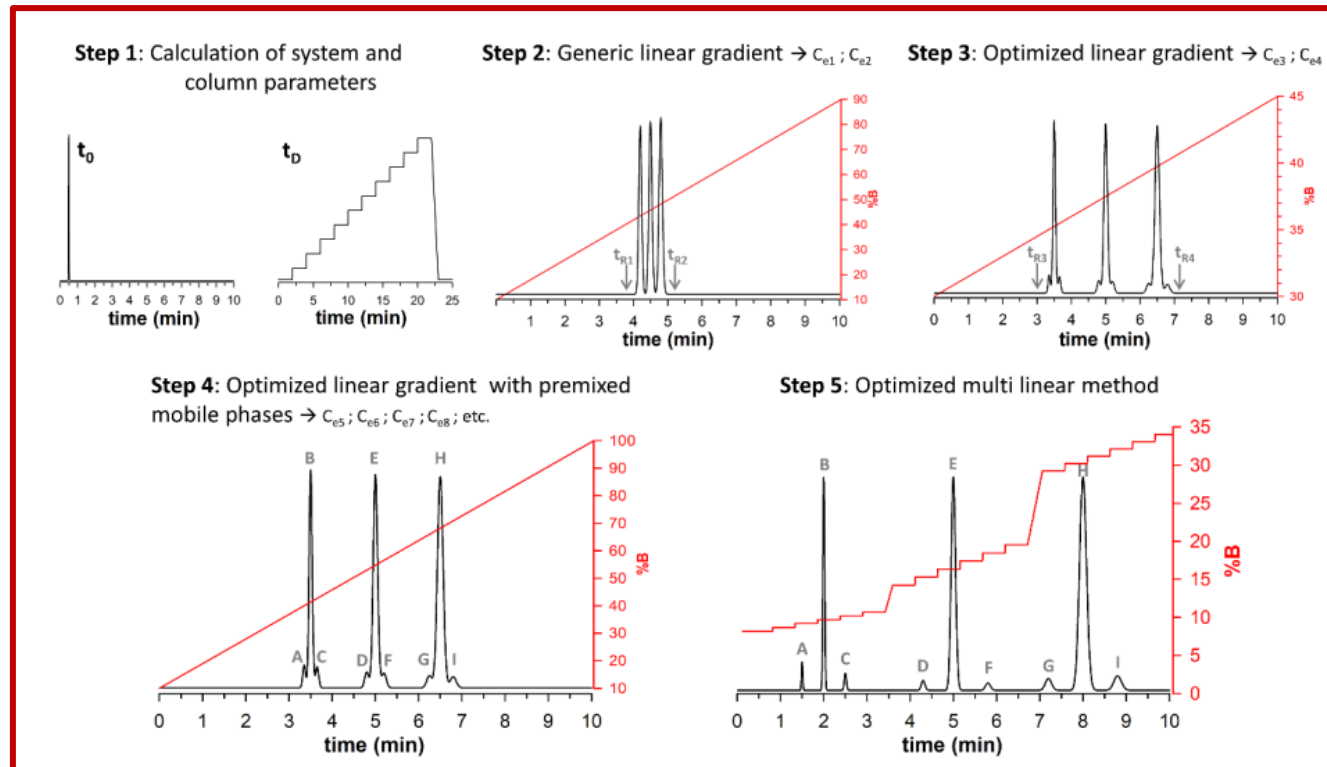 Step 1: Calculation of system and
column parameters
t0
0 1 2 3 4 5 6 7 8 9 10
time (min)
tD
0 5 10 15 20 25
time (min)
Step 2: Generic linear gradient → Ce1 ; Ce2
90
80
70
60
50
40
30
20
10
%B
tR1
tR2
1 2 3 4 5 6 7 8 9 10
time (min)
Step 3: Optimized linear gradient → Ce3 ; Ce4
45
40
35
30
%B
tR3
tR4
0 1 2 3 4 5 6 7 8 9 10
time (min)
Step 4: Optimized linear gradient with premixed
mobile phases → Ce5 ; Ce6 ; Ce7 ; Ce8 ; etc.
B E H
A C D F G I
100
90
80
70
60
50
40
30
20
10
%B
0 1 2 3 4 5 6 7 8 9 10
time (min)
Step 5: Optimized multi linear method
B E H
A C D F G I
35
30
25
20
15
10
5
0
%B
0 1 2 3 4 5 6 7 8 9 10
time (min)